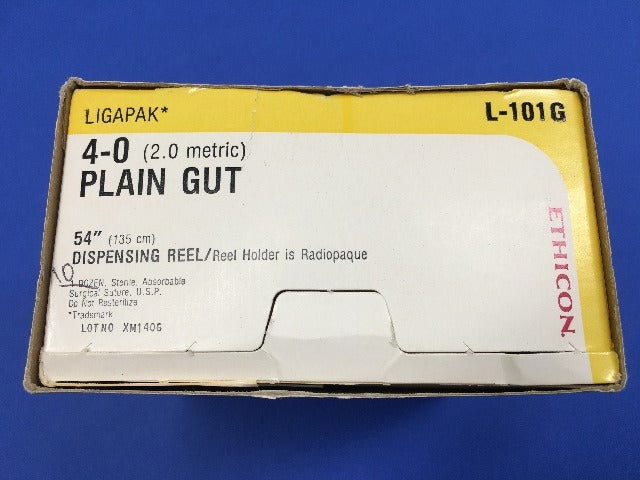 LIGAPAK*
L-101G
4-0 (2.0 metric)
PLAIN GUT
54" (135 cm)
DISPENSING REEL/Reel Holder is Radiopaque
10
1 DOZEN, Sterile, Absorbable
Surgical Suture, U.S.P.
Do Not Resterilize
*Trademark
LOT NO XM140G
ETHICON